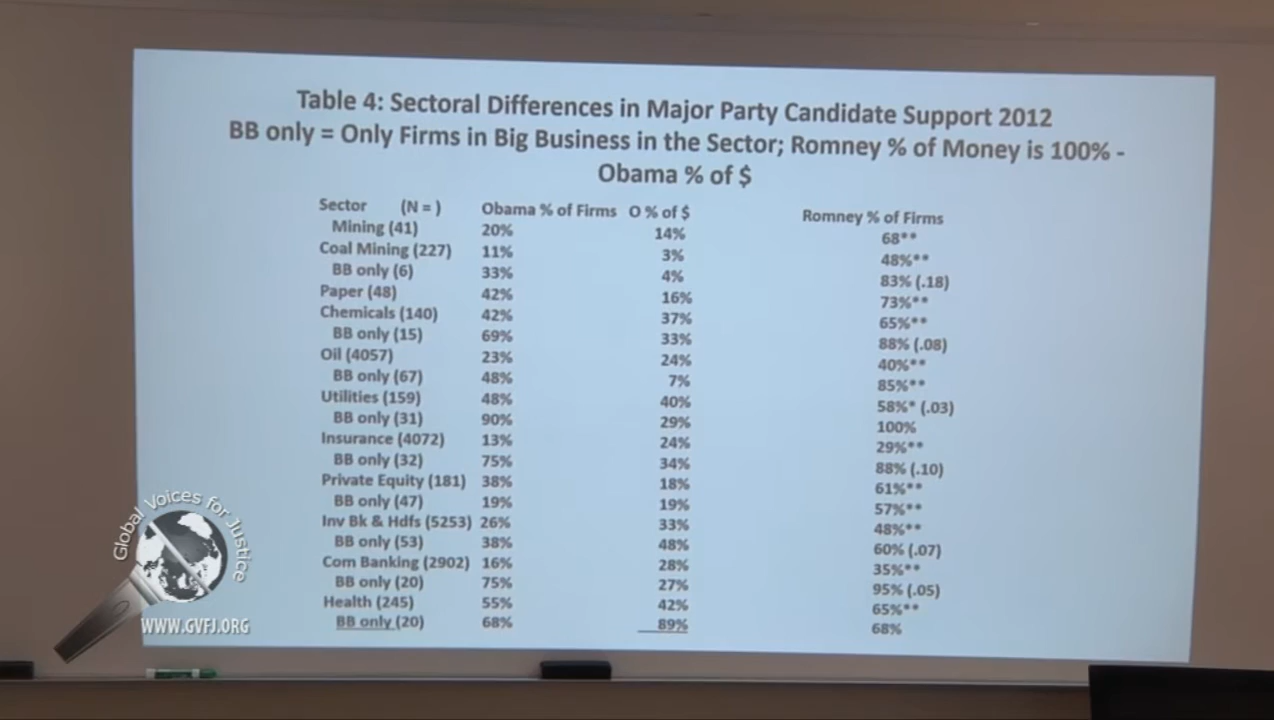 Table 4: Sectoral Differences in Major Party Candidate Support 2012
BB only = Only Firms in Big Business in the Sector; Romney % of Money is 100% -
Obama % of $
Sector (N = ) Obama % of Firms O % of $ Romney % of Firms
Mining (41) 20% 14% 68**
Coal Mining (227) 11% 3% 48%**
BB only (6) 33% 4% 83% (.18)
Paper (48) 42% 16% 73%**
Chemicals (140) 42% 37% 65%**
BB only (15) 69% 33% 88% (.08)
Oil (4057) 23% 24% 40%**
BB only (67) 48% 7% 85%**
Utilities (159) 48% 40% 58%* (.03)
BB only (31) 90% 29% 100%
Insurance (4072) 13% 24% 29%**
BB only (32) 75% 34% 88% (.10)
Private Equity (181) 38% 18% 61%**
BB only (47) 19% 19% 57%**
Inv Bk & Hdfs (5253) 26% 33% 48%**
BB only (53) 38% 48% 60% (.07)
Com Banking (2902) 16% 28% 35%**
BB only (20) 75% 27% 95% (.05)
Health (245) 55% 42% 65%**
BB only (20) 68% 89% 68%
Global Voices for Justice
WWW.GVFJ.ORG